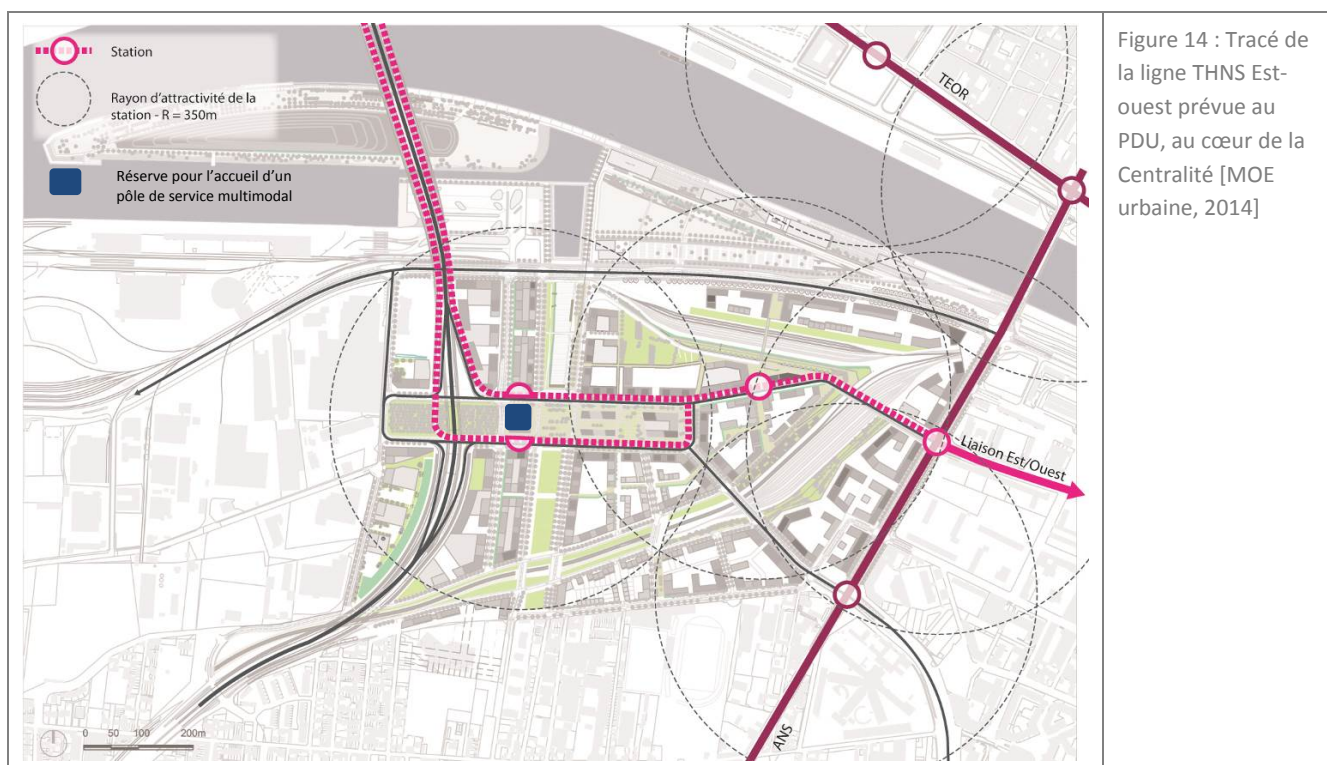 Station
Rayon d'attractivité de la
station - R = 350m
Réserve pour l'accueil d'un
pôle de service multimodal
TEOR
Liaison Est/Ouest
ANS
0 50 100 200m
Figure 14 : Tracé de
la ligne THNS Est-
ouest prévue au
PDU, au cœur de la
Centralité [MOE
urbaine, 2014]